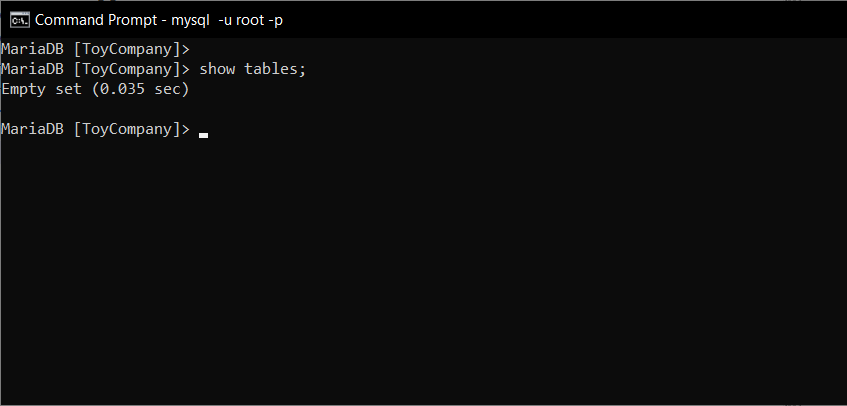 Command Prompt - mysql  -u root -p
MariaDB [ToyCompany]>
MariaDB [ToyCompany]> show tables;
Empty set (0.035 sec)
MariaDB [ToyCompany]>